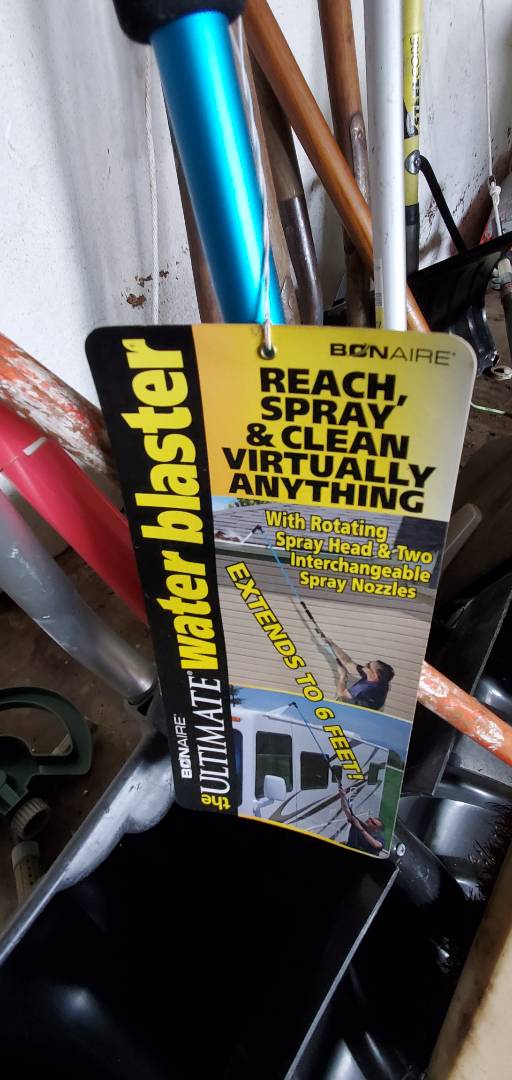 BONAIRE
REACH,
SPRAY
& CLEAN
VIRTUALLY
ANYTHING
With Rotating
Spray Head & Two
Interchangeable
Spray Nozzles
EXTENDS TO 6 FEET!
BONAIRE
the ULTIMATE water blaster